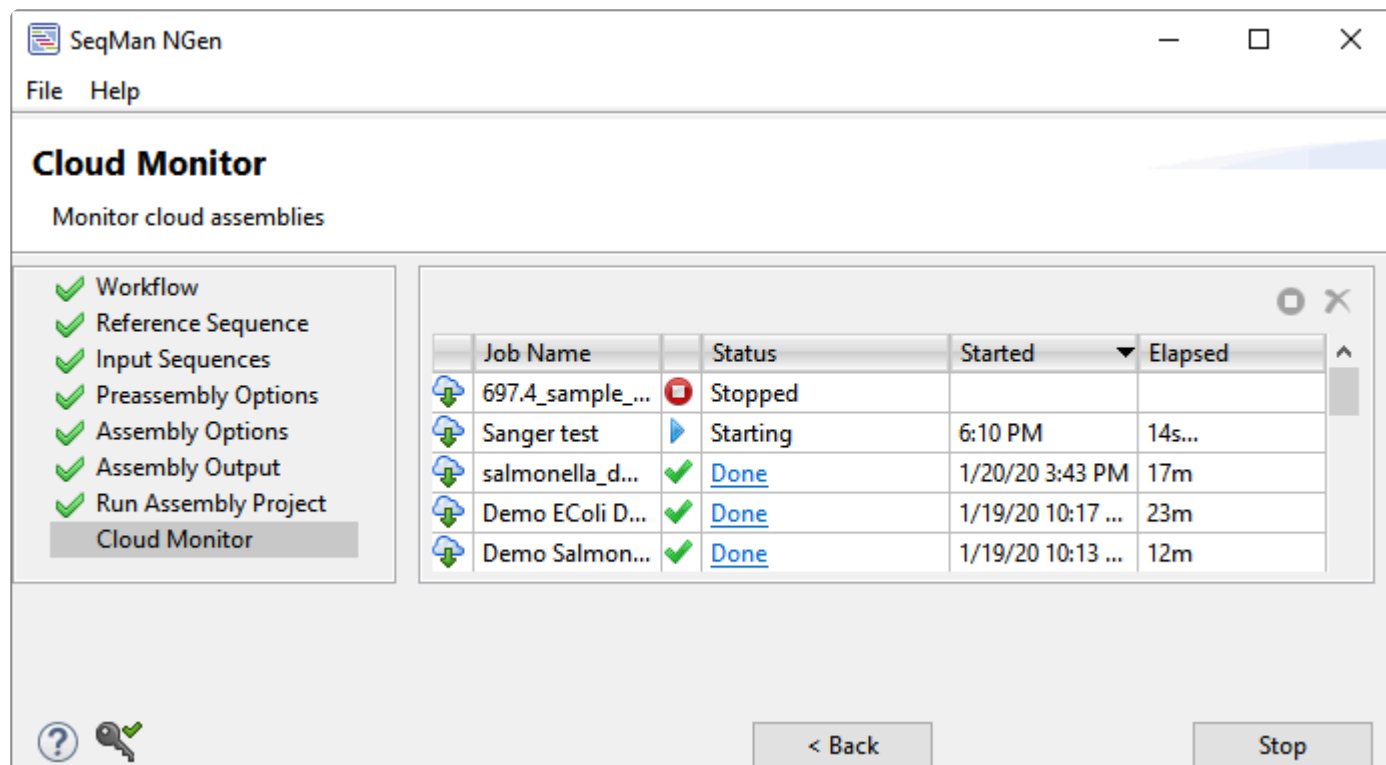 SeqMan NGen
File Help
Cloud Monitor
Monitor cloud assemblies
Workflow
Reference Sequence
Input Sequences
Preassembly Options
Assembly Options
Assembly Output
Run Assembly Project
Cloud Monitor
Job Name Status Started Elapsed
697.4_sample_... Stopped
Sanger test Starting 6:10 PM 14s...
salmonella_d... Done 1/20/20 3:43 PM 17m
Demo EColi D... Done 1/19/20 10:17 ... 23m
Demo Salmon... Done 1/19/20 10:13 ... 12m
? < Back Stop